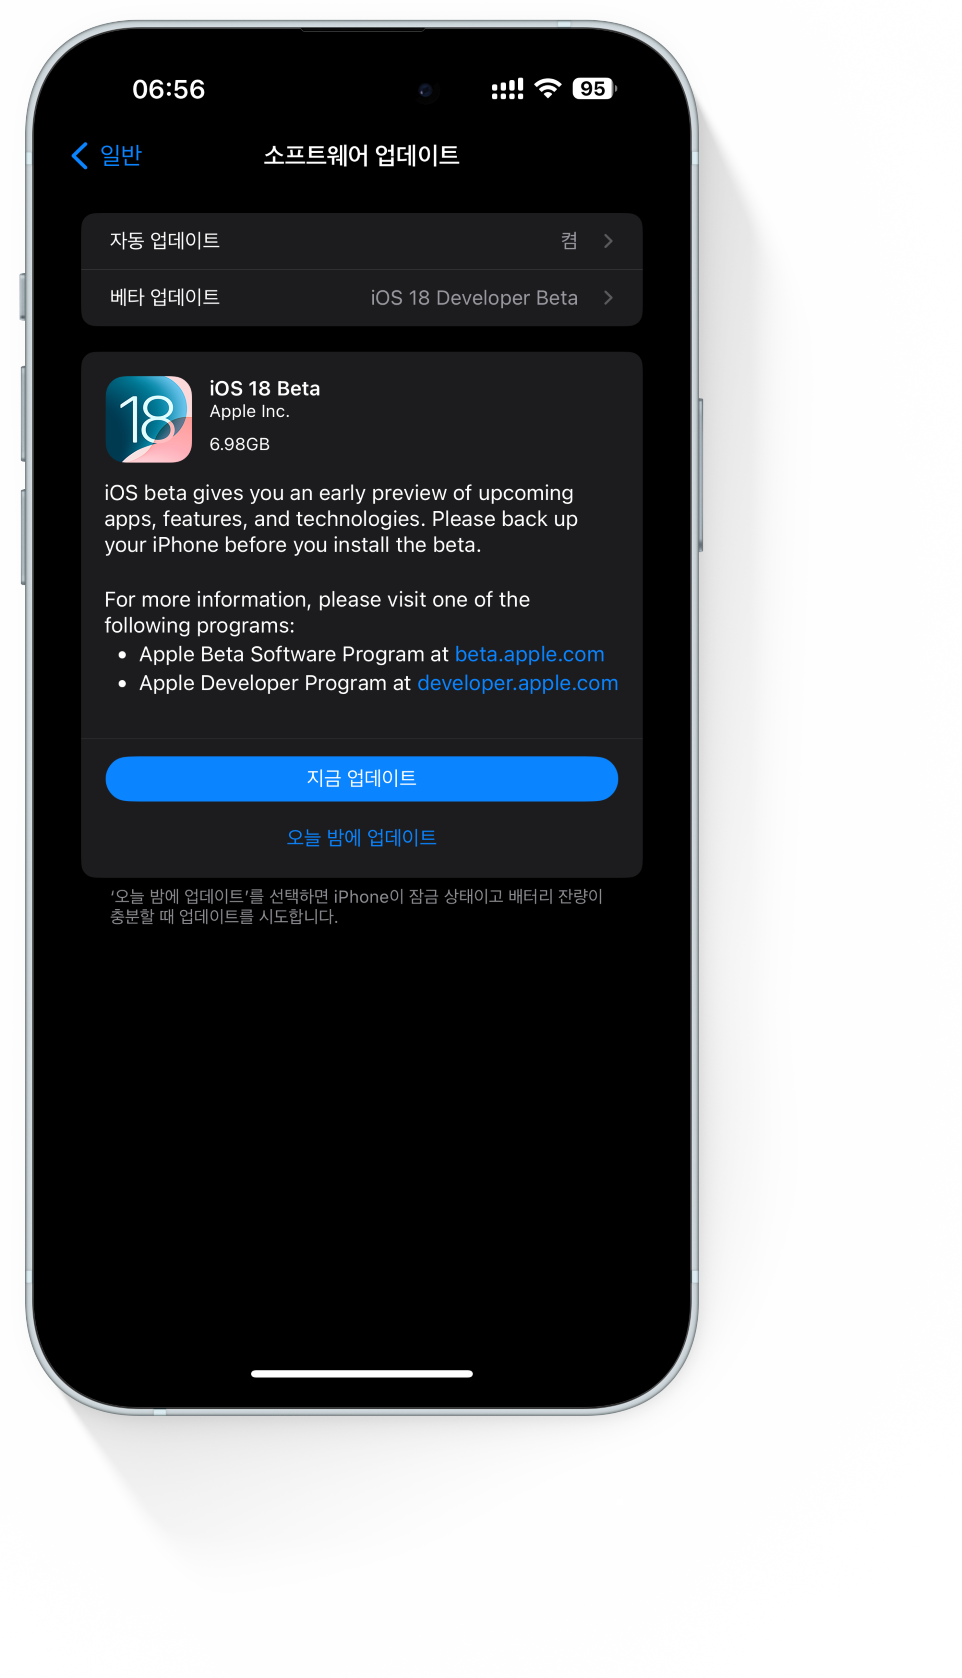 06:56
95
일반
소프트웨어 업데이트
자동 업데이트 켬
베타 업데이트 iOS 18 Developer Beta
18
iOS 18 Beta
Apple Inc.
6.98GB
iOS beta gives you an early preview of upcoming
apps, features, and technologies. Please back up
your iPhone before you install the beta.
For more information, please visit one of the
following programs:
• Apple Beta Software Program at beta.apple.com
• Apple Developer Program at developer.apple.com
지금 업데이트
오늘 밤에 업데이트
‘오늘 밤에 업데이트’를 선택하면 iPhone이 잠금 상태이고 배터리 잔량이
충분할 때 업데이트를 시도합니다.